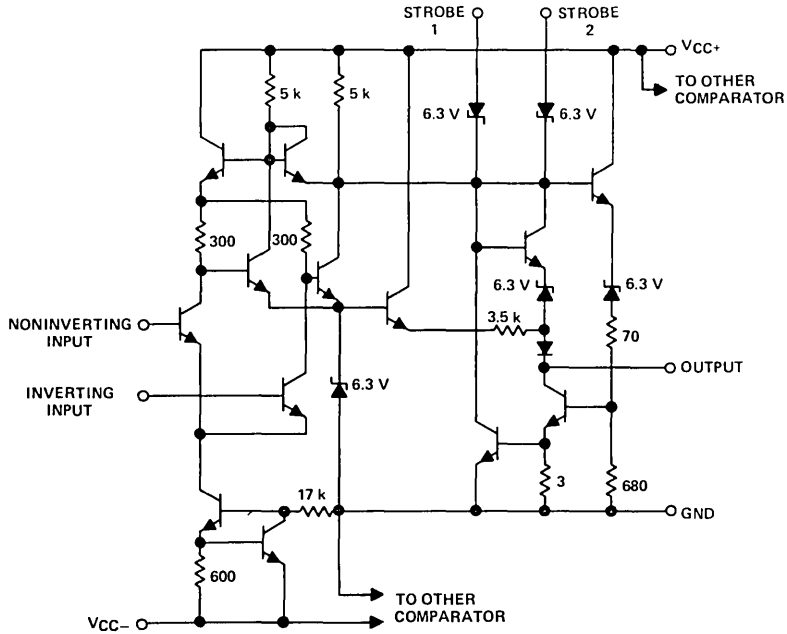 STROBE
1
STROBE
2
VCC+
TO OTHER
COMPARATOR
5 k
5 k
6.3 V
6.3 V
300
300
6.3 V
6.3 V
NONINVERTING
INPUT
3.5 k
70
OUTPUT
INVERTING
INPUT
6.3 V
17 k
3
680
GND
600
TO OTHER
COMPARATOR
VCC−